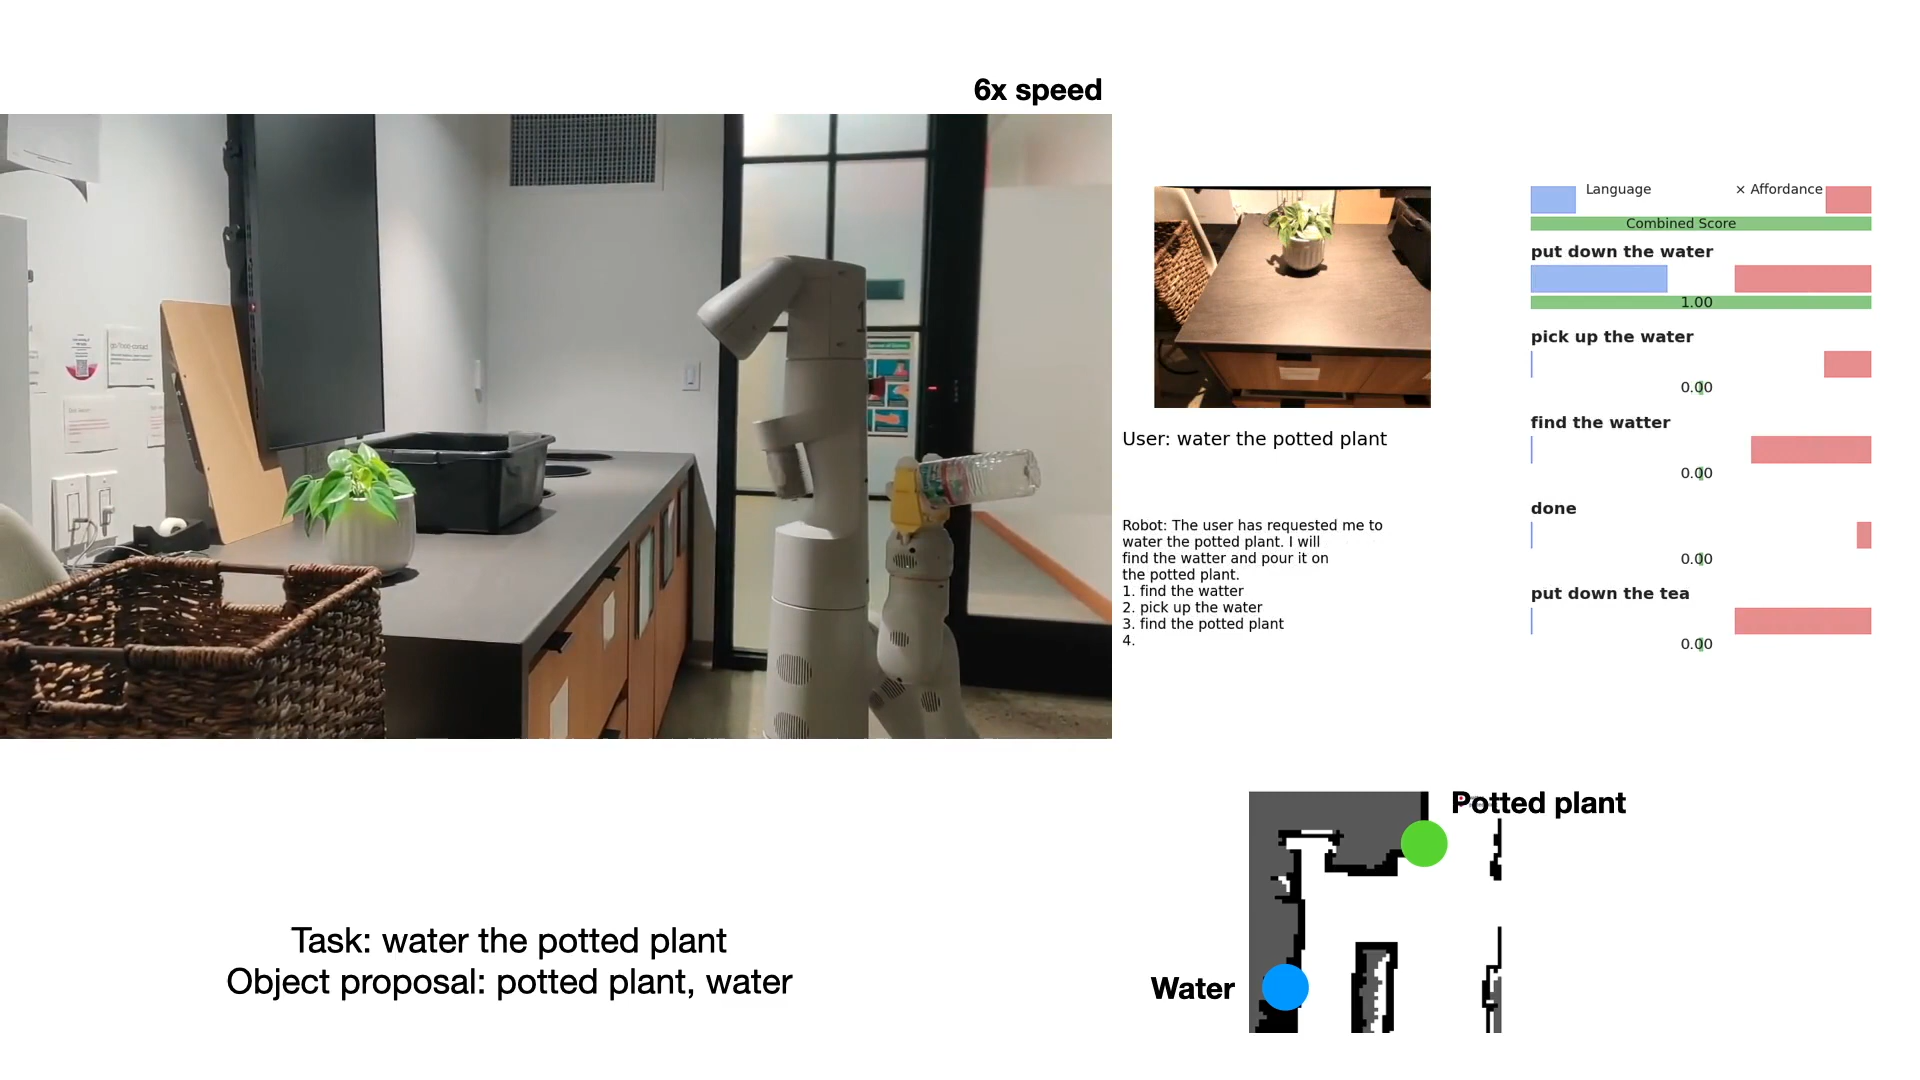 6x speed
User: water the potted plant
Robot: The user has requested me to
water the potted plant. I will
find the watter and pour it on
the potted plant.
1. find the watter
2. pick up the water
3. find the potted plant
4.
Language
× Affordance
Combined Score
put down the water
1.00
pick up the water
0.00
find the watter
0.00
done
0.00
put down the tea
0.00
Potted plant
Water
Task: water the potted plant
Object proposal: potted plant, water